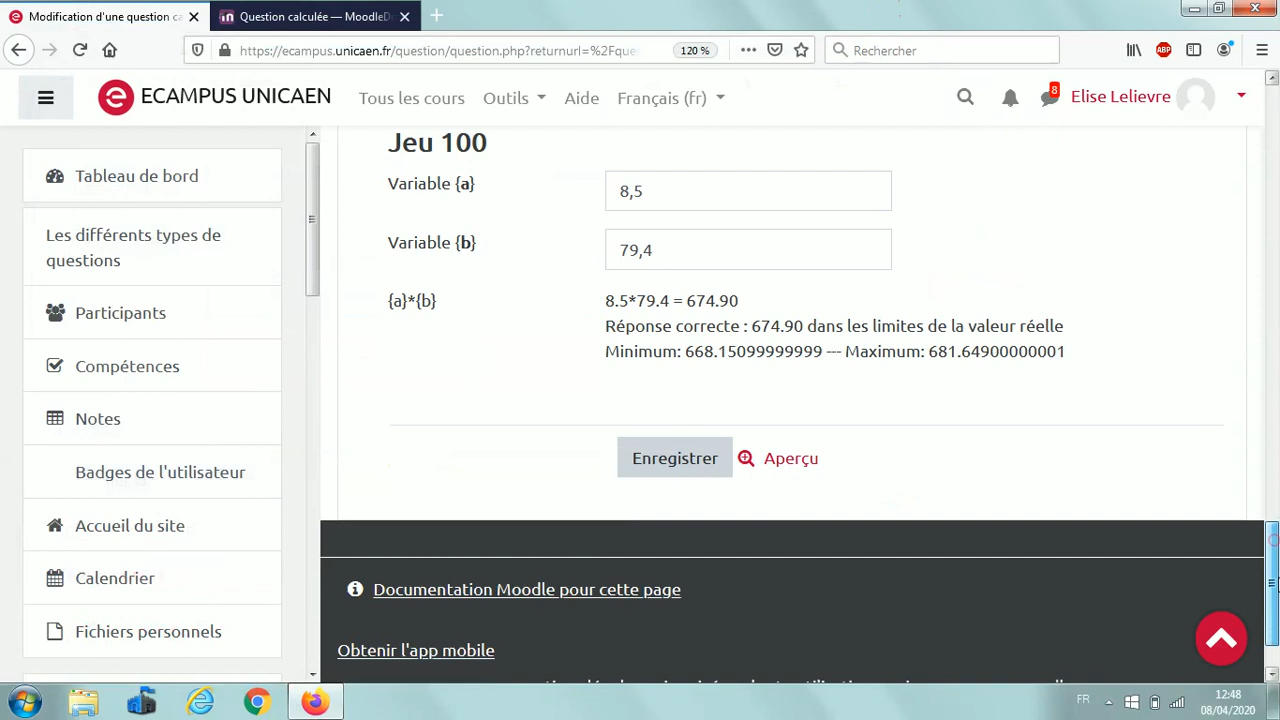 Modification d'une question ca
Question calculée — MoodleD
https://ecampus.unicaen.fr/question/question.php?returnurl=%2Fque
120 %
Rechercher
ABP
ECAMPUS UNICAEN
Tous les cours
Outils
Aide
Français (fr)
8
Elise Lelievre
Tableau de bord
Les différents types de
questions
Participants
Compétences
Notes
Badges de l'utilisateur
Accueil du site
Calendrier
Fichiers personnels
Jeu 100
Variable {a}
8,5
Variable {b}
79,4
{a}*{b}
8.5*79.4 = 674.90
Réponse correcte : 674.90 dans les limites de la valeur réelle
Minimum: 668.15099999999 --- Maximum: 681.64900000001
Enregistrer
Aperçu
Documentation Moodle pour cette page
Obtenir l'app mobile
FR
12:48
08/04/2020